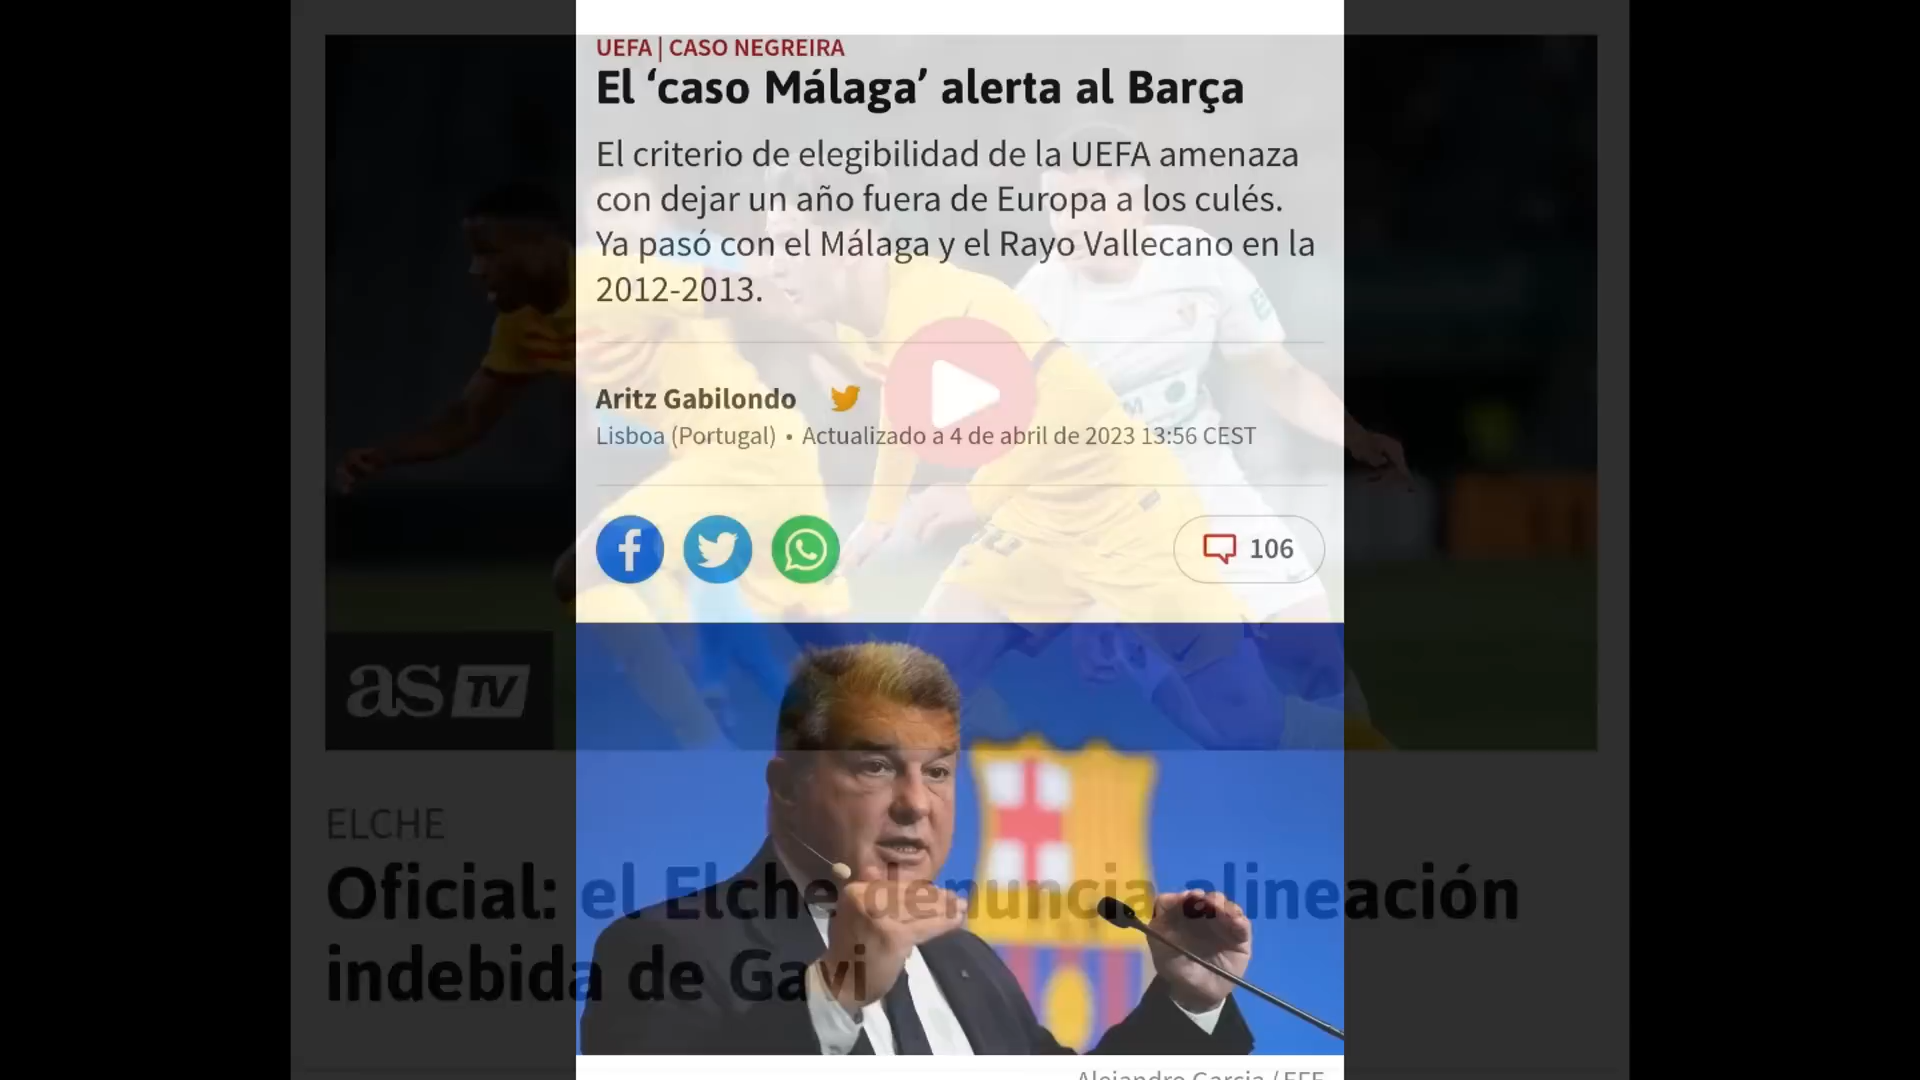 UEFA | CASO NEGREIRA
El ‘caso Málaga’ alerta al Barça
El criterio de elegibilidad de la UEFA amenaza
con dejar un año fuera de Europa a los culés.
Ya pasó con el Málaga y el Rayo Vallecano en la
2012-2013.
Aritz Gabilondo
Lisboa (Portugal) • Actualizado a 4 de abril de 2023 13:56 CEST
106
as TV
ELCHE
Oficial: el Elche denuncia alineación
indebida de Gavi
Alejandro Garcia / EFE